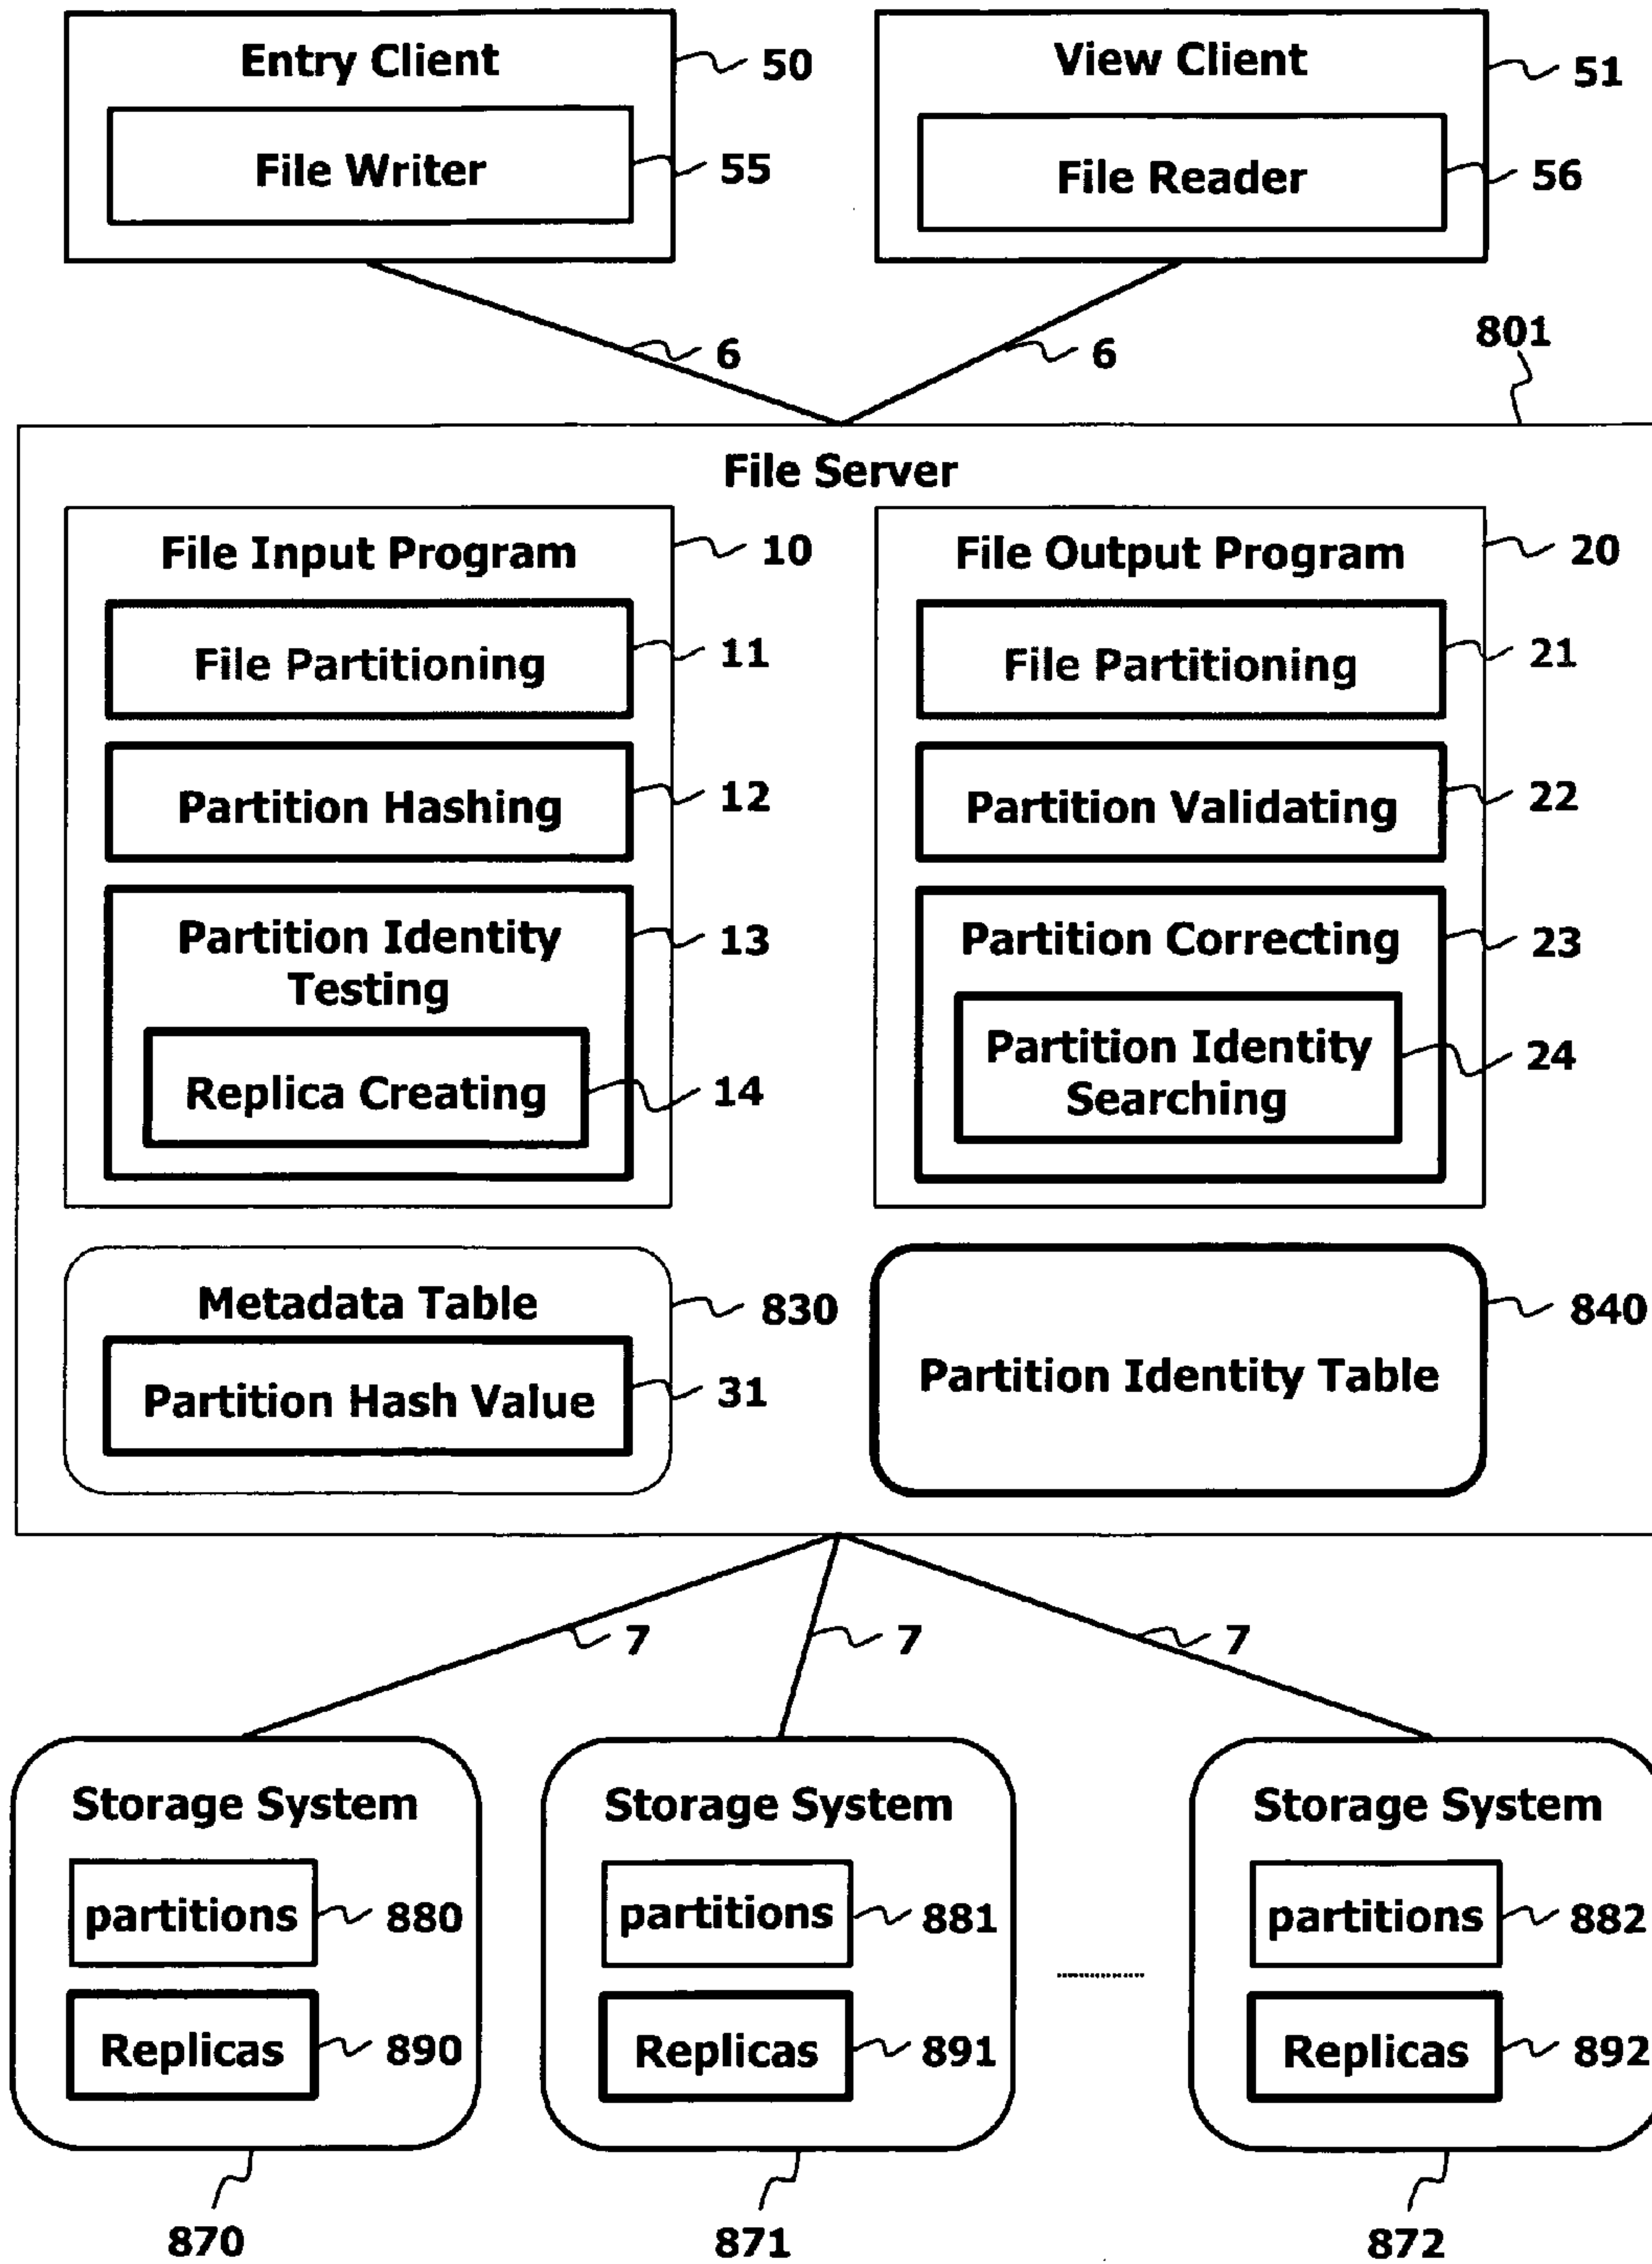 Entry Client
50
View Client
51
File Writer
55
File Reader
56
6
6
801
File Server
File Input Program
10
File Output Program
20
File Partitioning
11
File Partitioning
21
Partition Hashing
12
Partition Validating
22
Partition Identity
Testing
13
Partition Correcting
23
Replica Creating
14
Partition Identity
Searching
24
Metadata Table
830
840
Partition Hash Value
31
Partition Identity Table
7
7
7
Storage System
Storage System
Storage System
partitions
880
partitions
881
partitions
882
Replicas
890
Replicas
891
Replicas
892
870
871
872